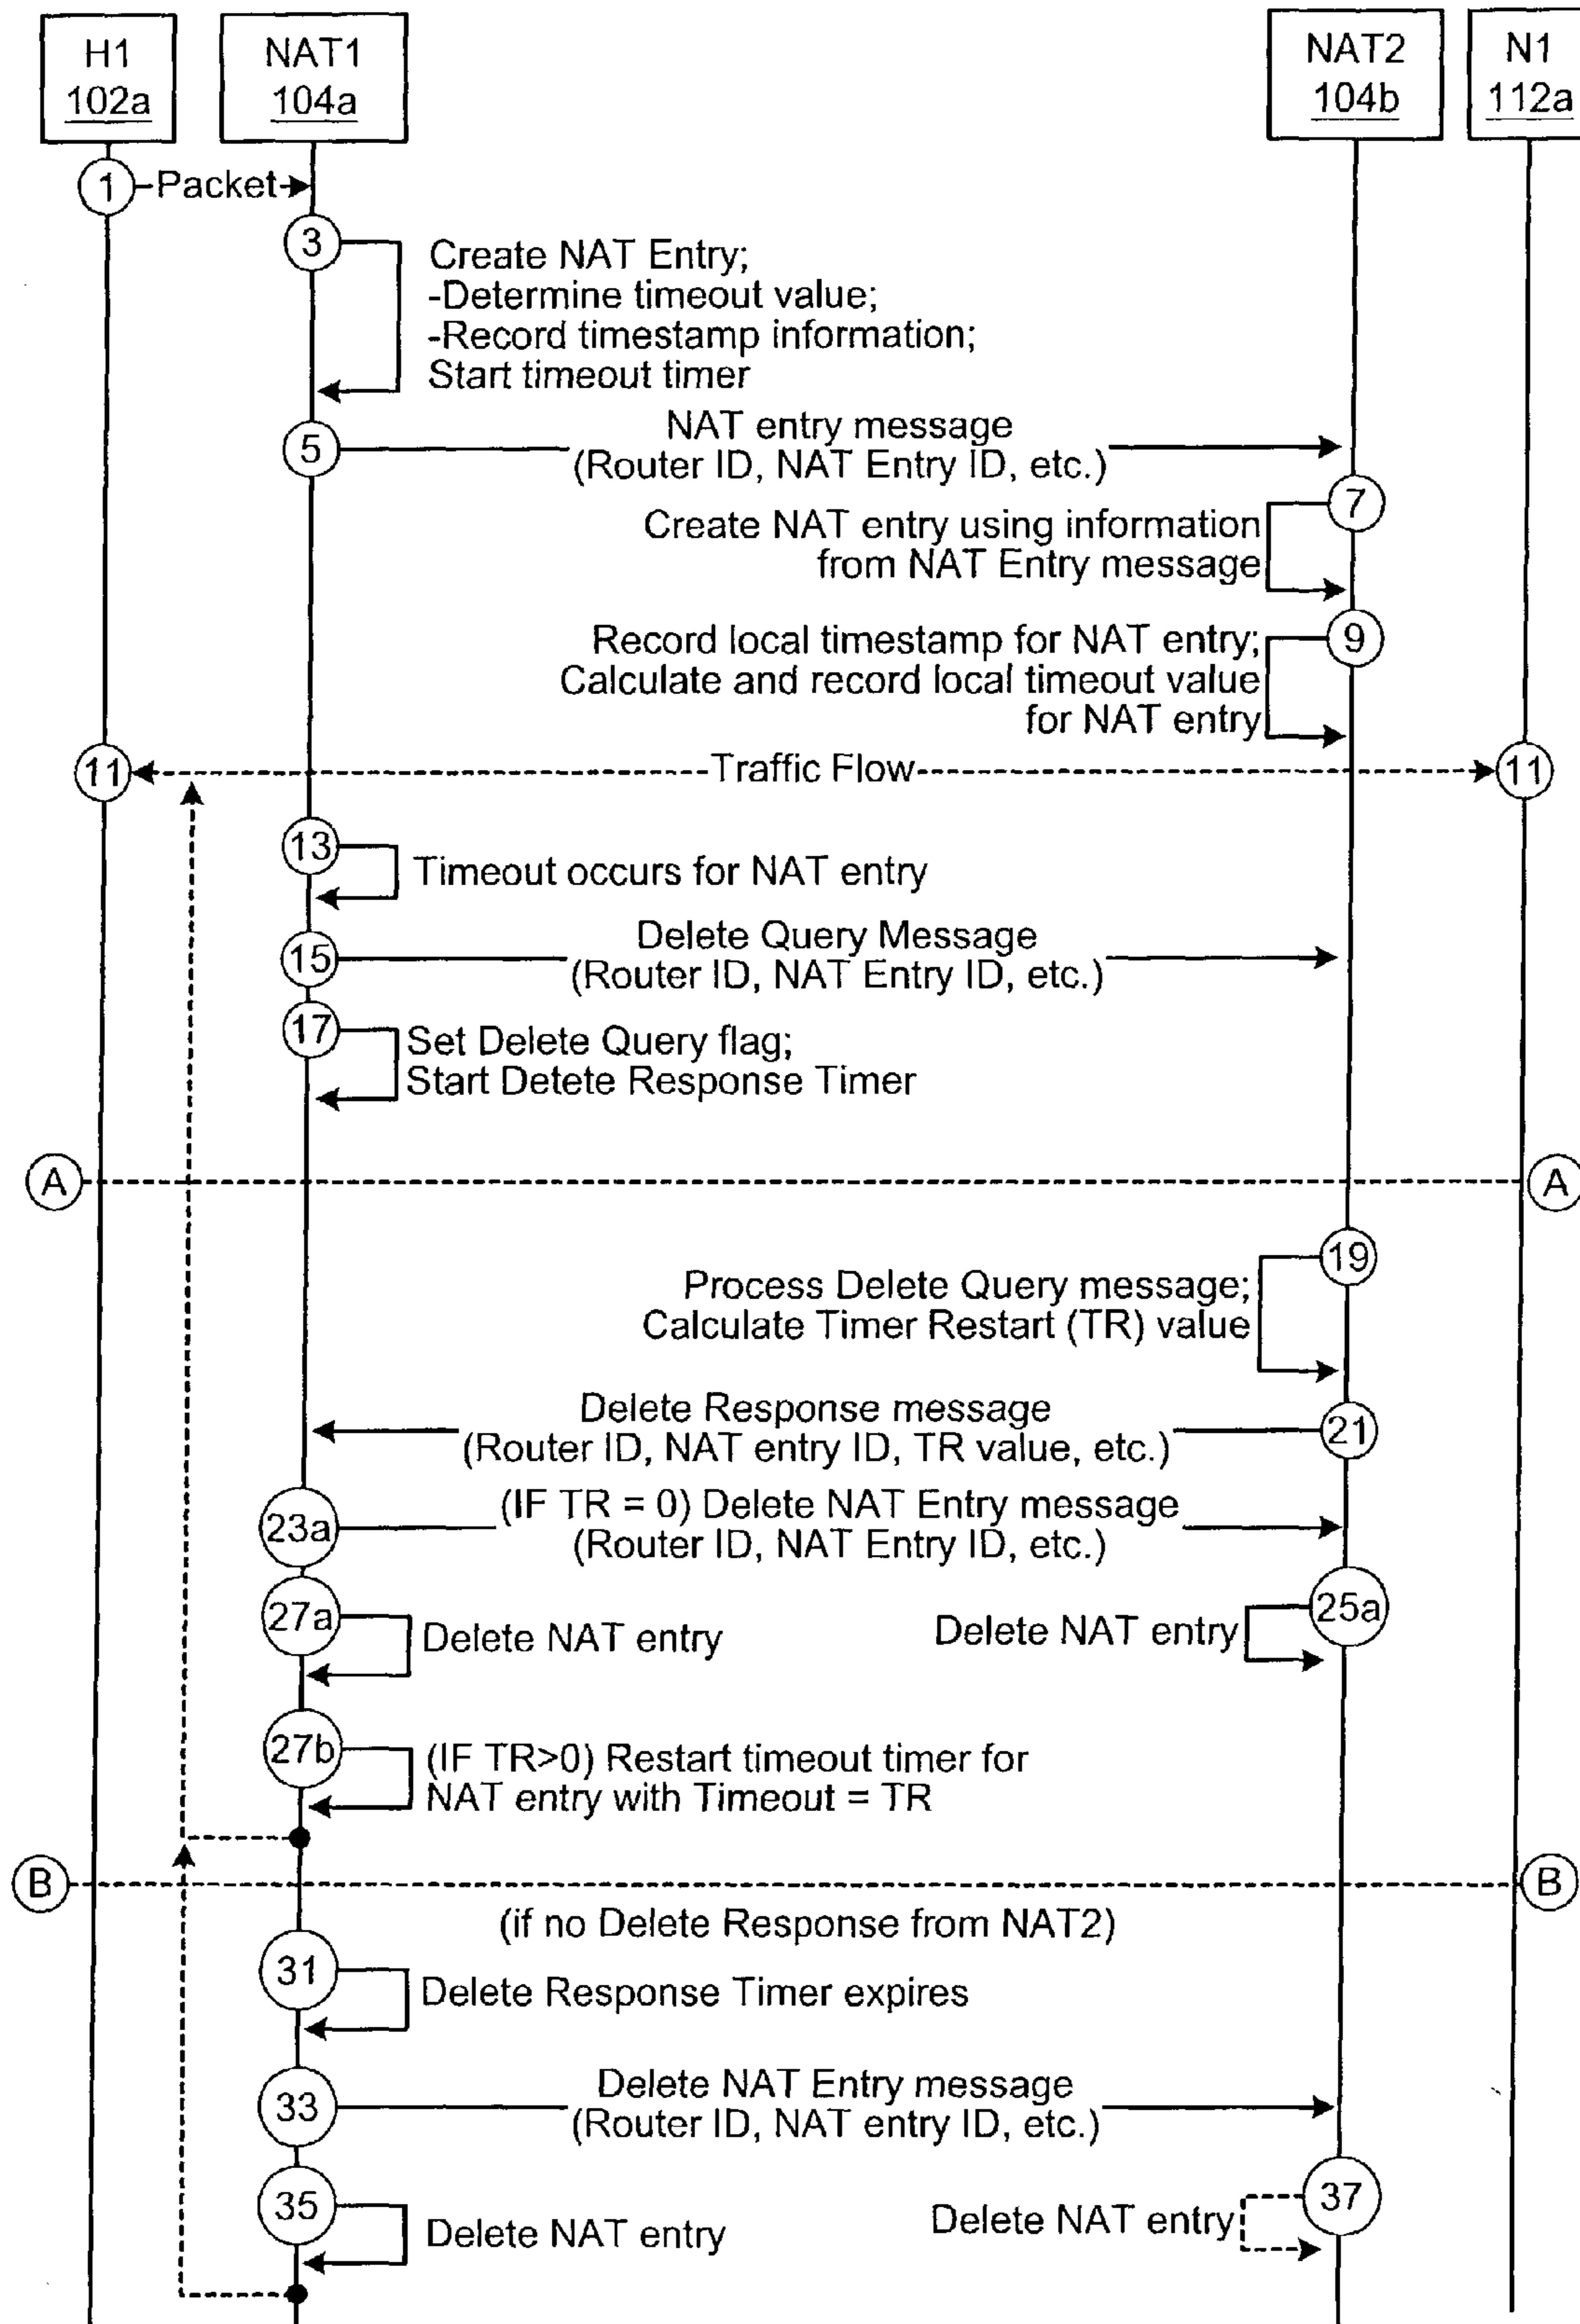 H1
102a
NAT1
104a
NAT2
104b
N1
112a
1
Packet
3
Create NAT Entry;
-Determine timeout value;
-Record timestamp information;
Start timeout timer
5
NAT entry message
(Router ID, NAT Entry ID, etc.)
7
Create NAT entry using information
from NAT Entry message
9
Record local timestamp for NAT entry;
Calculate and record local timeout value
for NAT entry
11
Traffic Flow
11
13
Timeout occurs for NAT entry
15
Delete Query Message
(Router ID, NAT Entry ID, etc.)
17
Set Delete Query flag;
Start Detete Response Timer
A
A
19
Process Delete Query message;
Calculate Timer Restart (TR) value
21
Delete Response message
(Router ID, NAT entry ID, TR value, etc.)
23a
(IF TR = 0) Delete NAT Entry message
(Router ID, NAT Entry ID, etc.)
27a
Delete NAT entry
25a
Delete NAT entry
27b
(IF TR>0) Restart timeout timer for
NAT entry with Timeout = TR
B
B
(if no Delete Response from NAT2)
31
Delete Response Timer expires
33
Delete NAT Entry message
(Router ID, NAT entry ID, etc.)
35
Delete NAT entry
37
Delete NAT entry